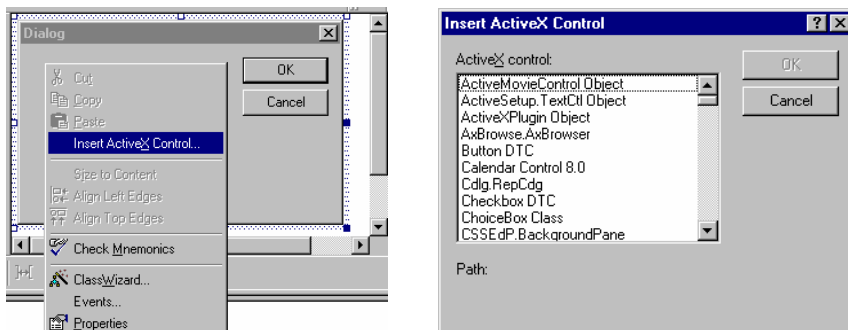 Dialog
OK
Cancel
Cut
Copy
Paste
Insert ActiveX Control...
Size to Content
Align Left Edges
Align Top Edges
Check Mnemonics
ClassWizard...
Events...
Properties
Insert ActiveX Control
ActiveX control:
ActiveMovieControl Object
ActiveSetup.TextCtl Object
ActiveXPlugin Object
AxBrowse.AxBrowser
Button DTC
Calendar Control 8.0
Cdlg.RepCdg
Checkbox DTC
ChoiceBox Class
CSSEdP.BackgroundPane
OK
Cancel
Path: